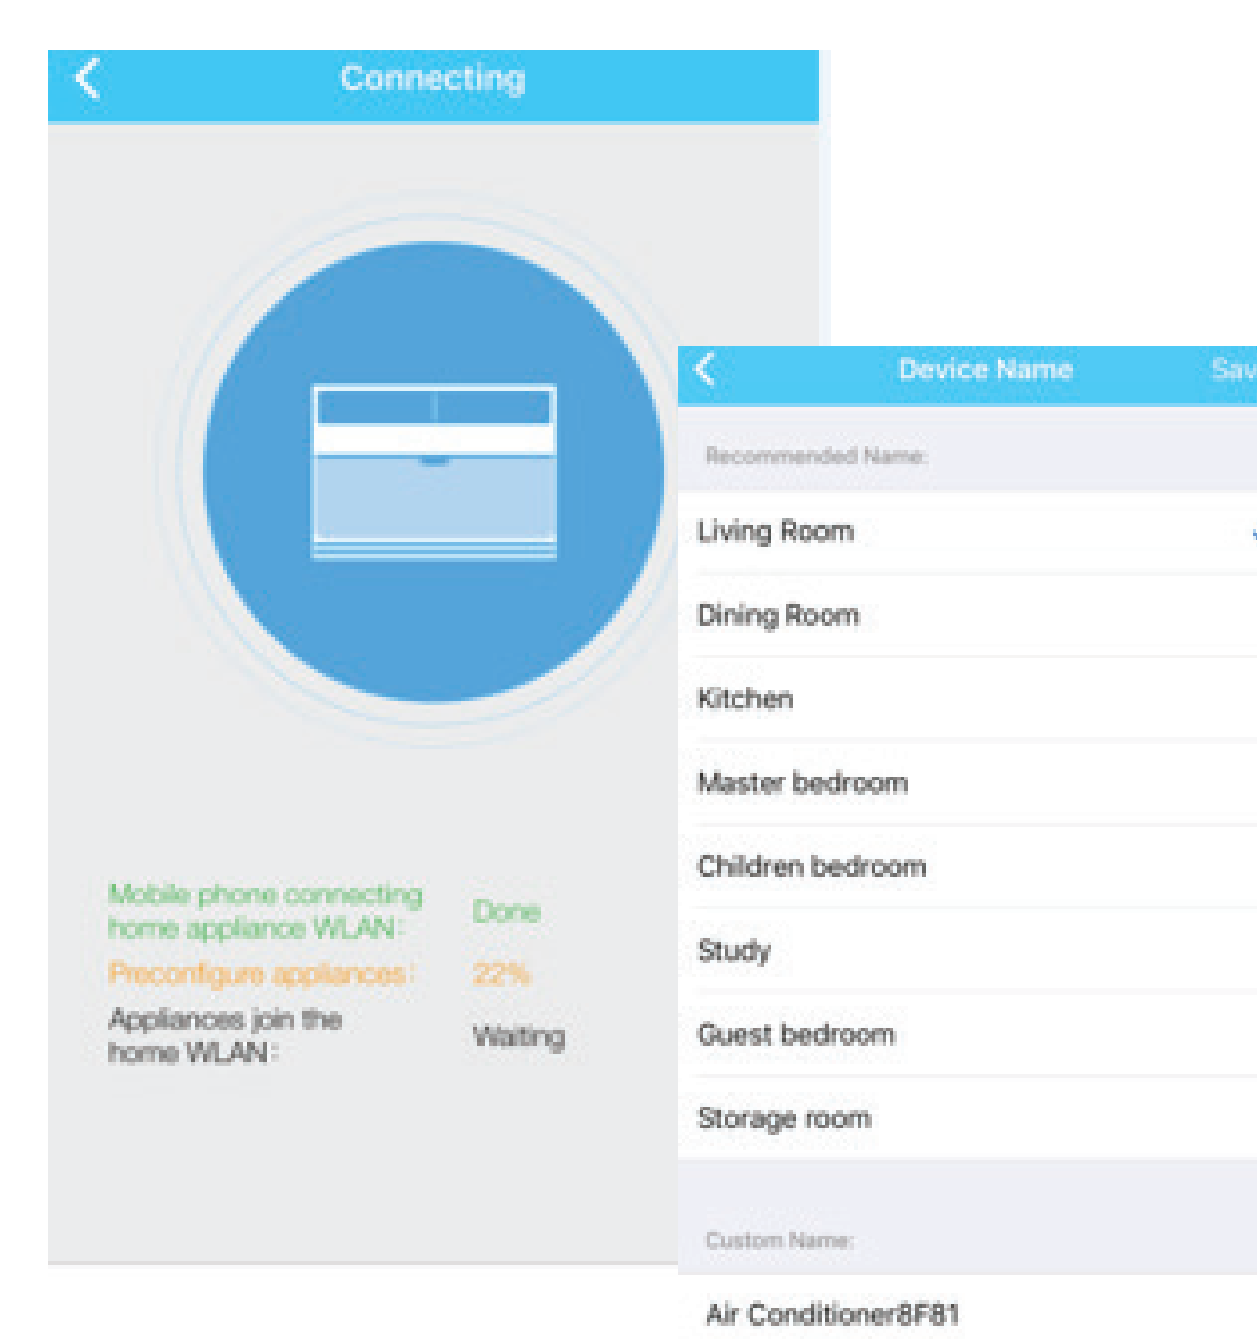 Connecting
Mobile phone connecting
home appliance WLAN:
Done
Preconfigure appliances:
22%
Appliances join the
home WLAN:
Waiting
Device Name
Sav
Recommended Name:
Living Room
Dining Room
Kitchen
Master bedroom
Children bedroom
Study
Guest bedroom
Storage room
Custom Name:
Air Conditioner8F81